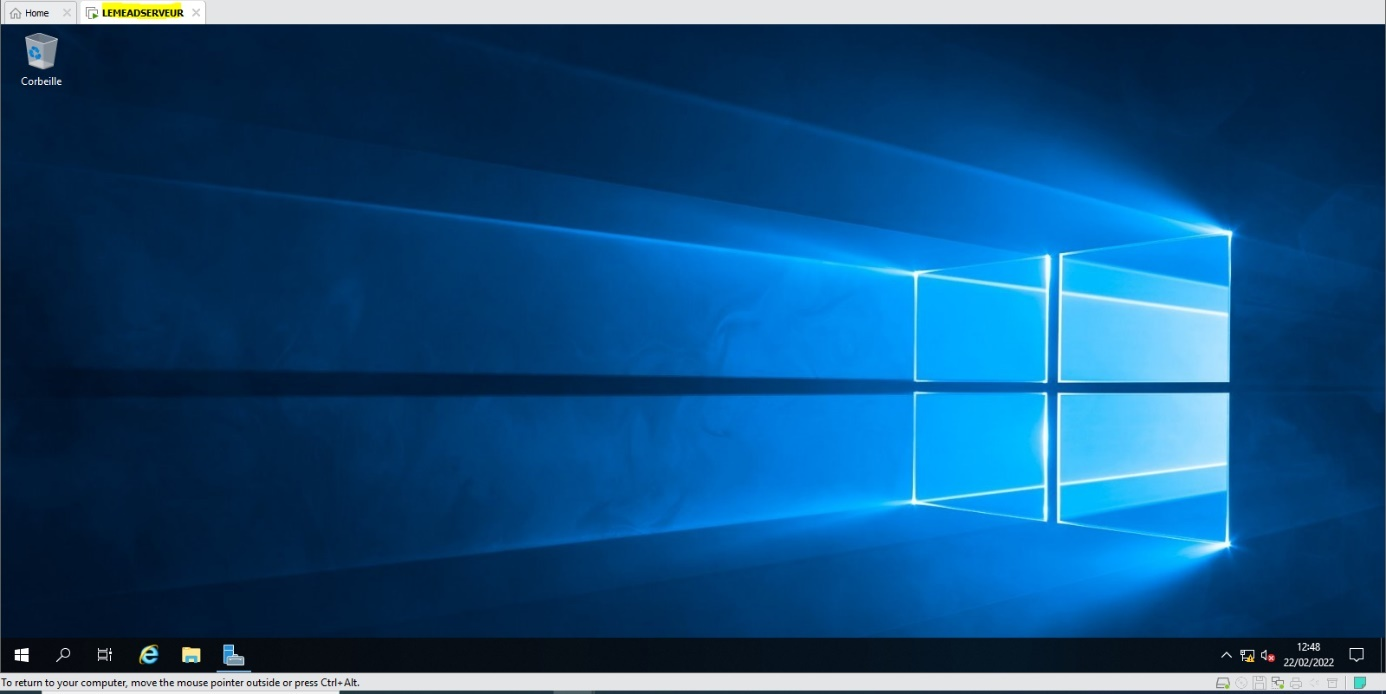 Home
LEMEADSERVEUR
Corbeille
12:48
22/02/2022
To return to your computer, move the mouse pointer outside or press Ctrl+Alt.